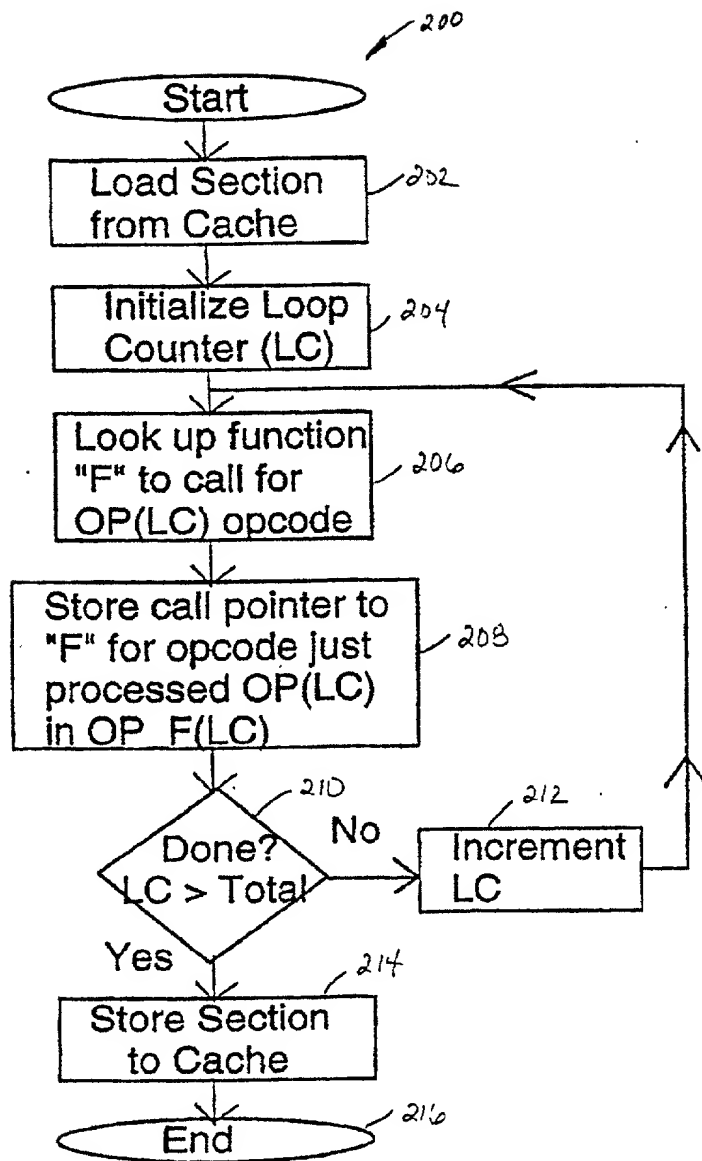 200
Start
Load Section
from Cache
202
Initialize Loop
Counter (LC)
204
Look up function
"F" to call for
OP(LC) opcode
206
Store call pointer to
"F" for opcode just
processed OP(LC)
in OP_F(LC)
208
210
Done?
LC > Total
No
212
Increment
LC
Yes
214
Store Section
to Cache
216
End